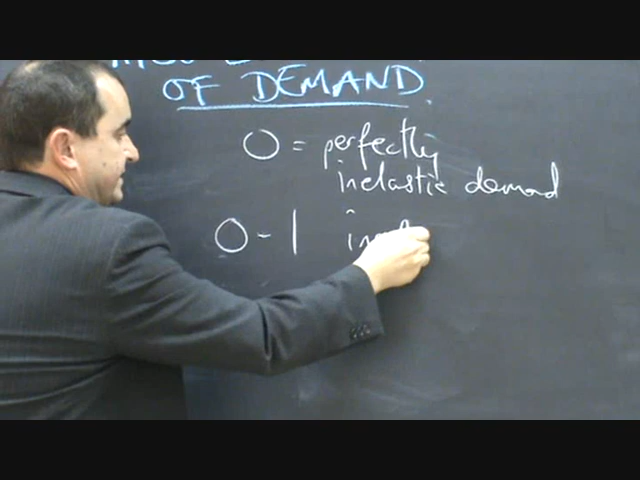 OF DEMAND
0 = perfectly
inelastic demand
0 - 1